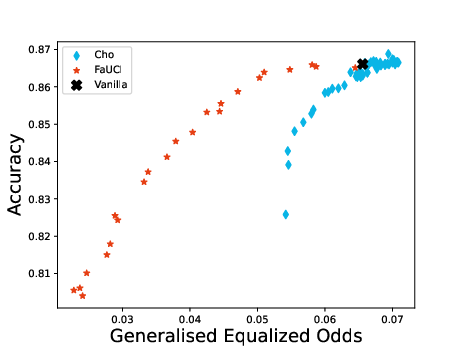 0.87
0.86
0.85
0.84
0.83
0.82
0.81
Accuracy
Cho
FaUCI
Vanilla
0.03 0.04 0.05 0.06 0.07
Generalised Equalized Odds